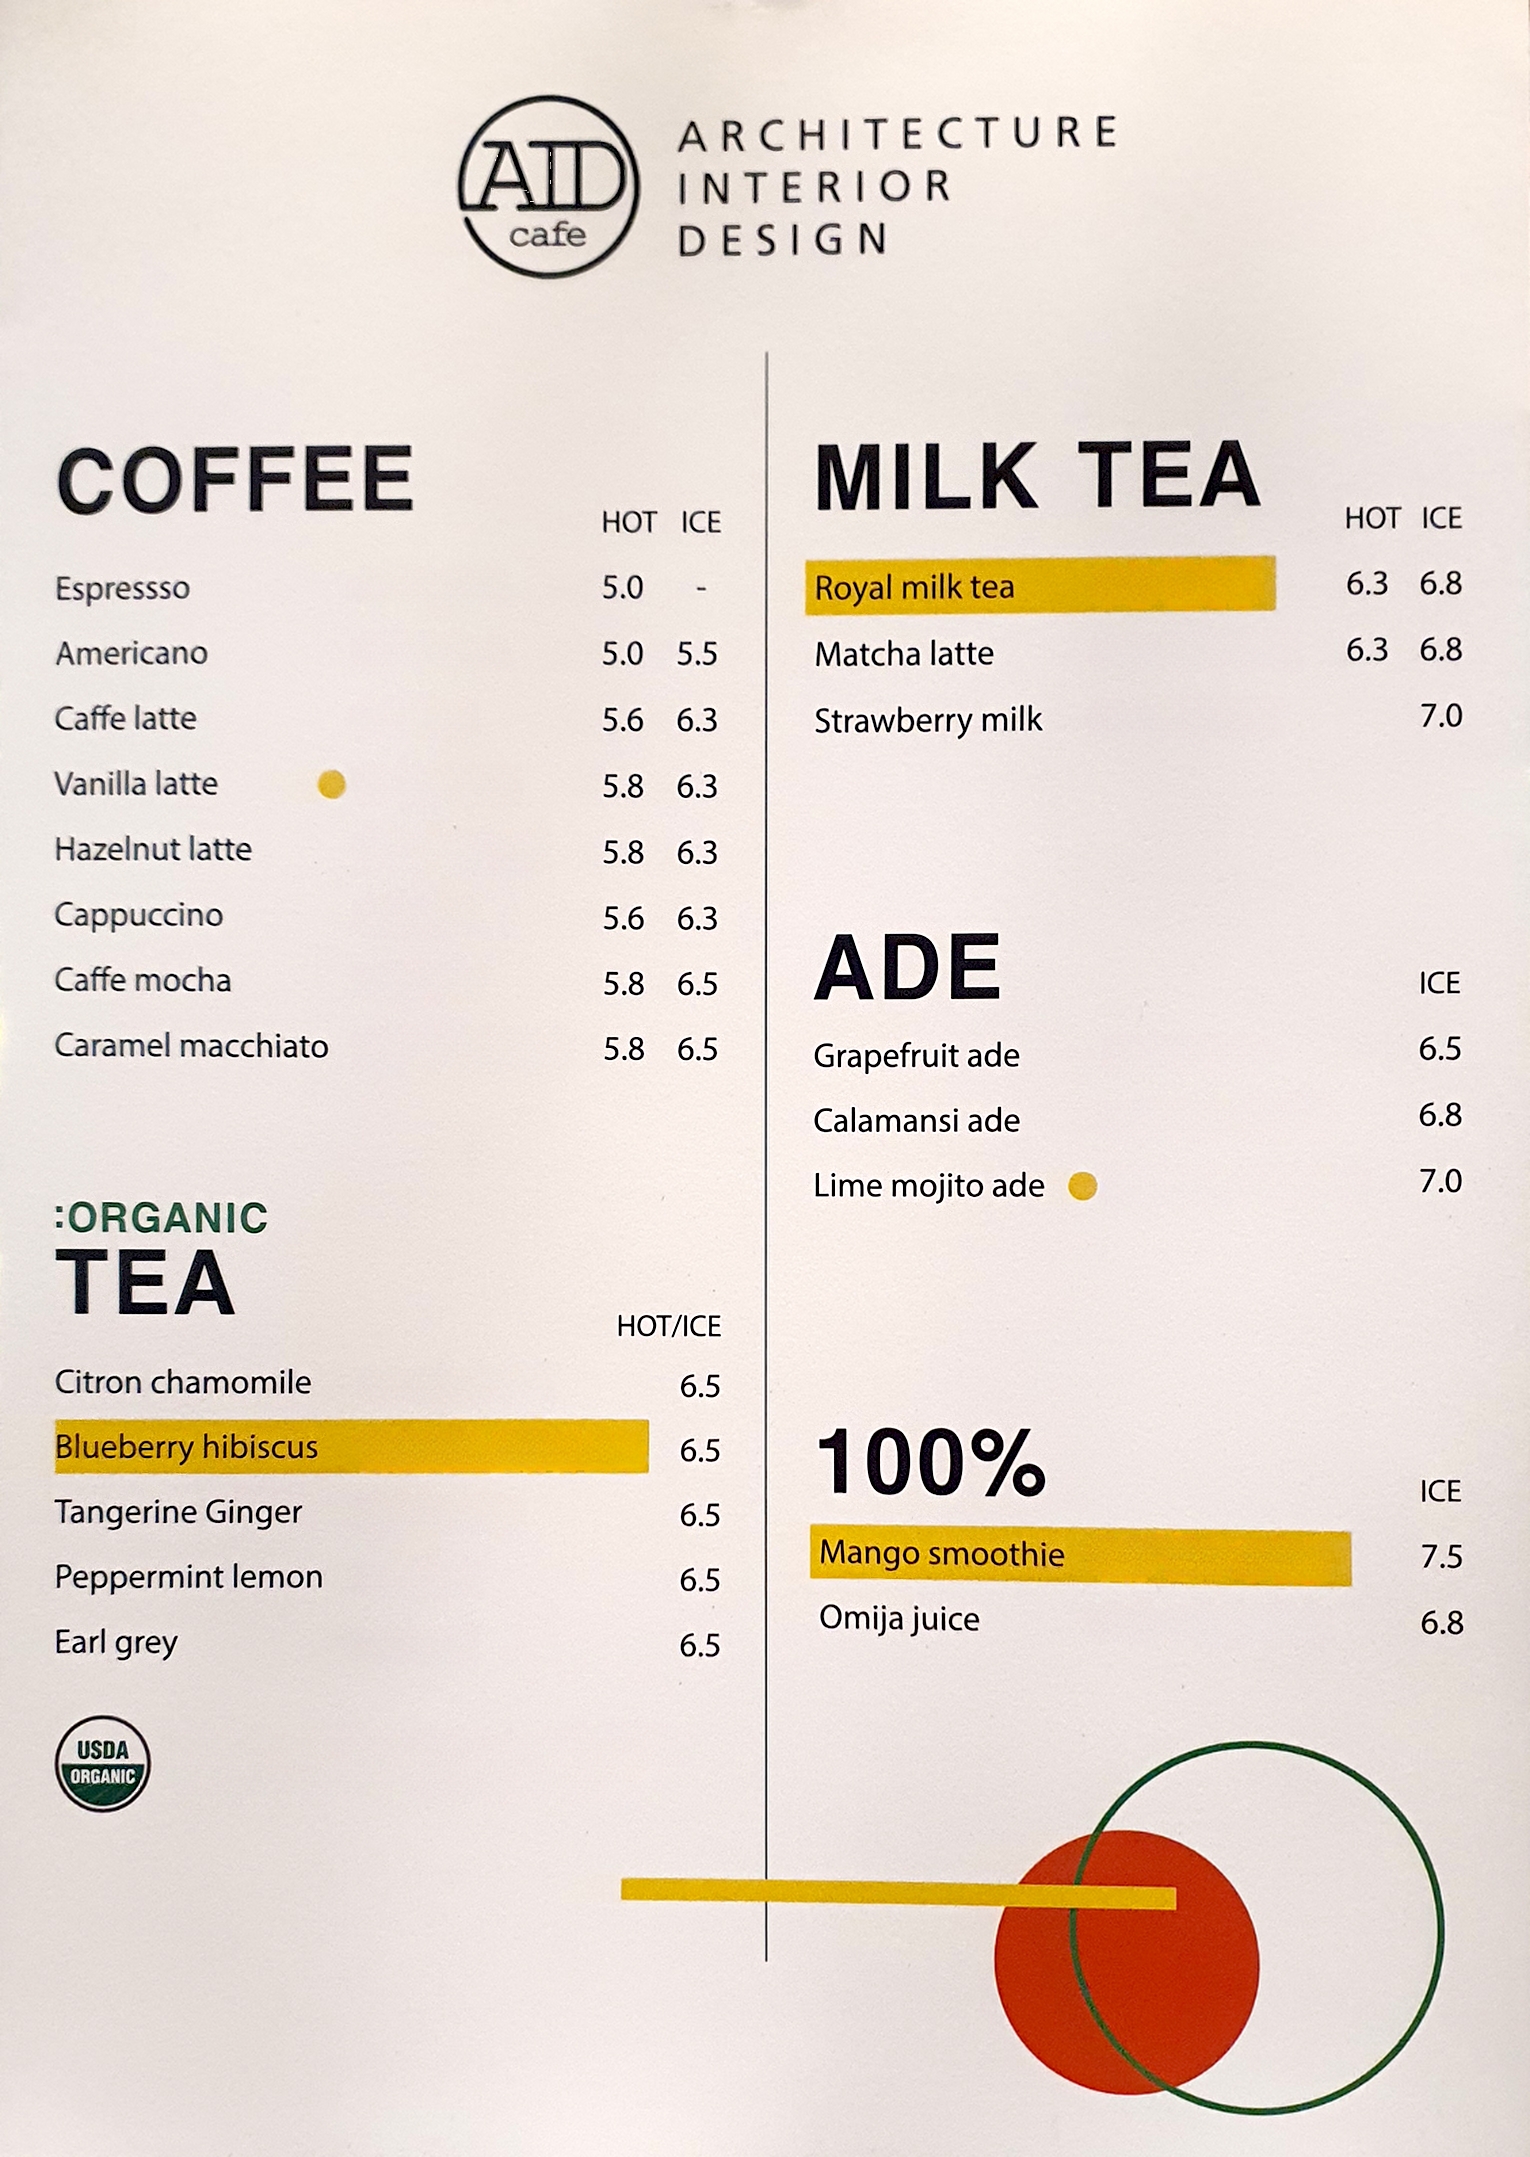 AID
cafe
ARCHITECTURE
INTERIOR
DESIGN
COFFEE
HOT ICE
Espressso 5.0 -
Americano 5.0 5.5
Caffe latte 5.6 6.3
Vanilla latte 5.8 6.3
Hazelnut latte 5.8 6.3
Cappuccino 5.6 6.3
Caffe mocha 5.8 6.5
Caramel macchiato 5.8 6.5
:ORGANIC
TEA
HOT/ICE
Citron chamomile 6.5
Blueberry hibiscus 6.5
Tangerine Ginger 6.5
Peppermint lemon 6.5
Earl grey 6.5
USDA
ORGANIC
MILK TEA
HOT ICE
Royal milk tea 6.3 6.8
Matcha latte 6.3 6.8
Strawberry milk 7.0
ADE
ICE
Grapefruit ade 6.5
Calamansi ade 6.8
Lime mojito ade 7.0
100%
ICE
Mango smoothie 7.5
Omija juice 6.8